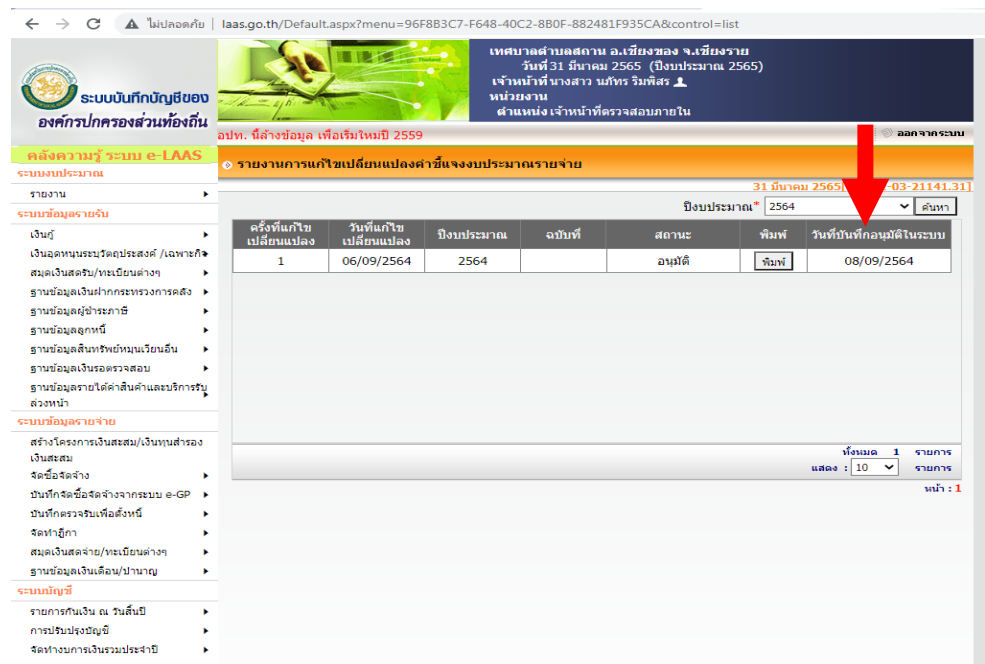 ไม่ปลอดภัย | laas.go.th/Default.aspx?menu=96F8B3C7-F648-40C2-8B0F-882481F935CA&control=list
ระบบบันทึกบัญชีของ
องค์กรปกครองส่วนท้องถิ่น
เทศบาลตำบลสถาน อ.เชียงของ จ.เชียงราย
วันที่ 31 มีนาคม 2565 (ปีงบประมาณ 2565)
เจ้าหน้าที่ นางสาว นภัทร ริมพิสร
หน่วยงาน
ตำแหน่ง เจ้าหน้าที่ตรวจสอบภายใน
อปท. นี้ล้างข้อมูล เพื่อเริ่มใหม่ปี 2559
ออกจากระบบ
คลังความรู้ ระบบ e-LAAS
ระบบงบประมาณ
รายงาน
ระบบข้อมูลรายรับ
เงินกู้
เงินอุดหนุนระบุวัตถุประสงค์ /เฉพาะกิจ
สมุดเงินสดรับ/ทะเบียนต่างๆ
ฐานข้อมูลเงินฝากกระทรวงการคลัง
ฐานข้อมูลผู้ชำระภาษี
ฐานข้อมูลลูกหนี้
ฐานข้อมูลสินทรัพย์หมุนเวียนอื่น
ฐานข้อมูลเงินรอตรวจสอบ
ฐานข้อมูลรายได้ค่าสินค้าและบริการรับ
ล่วงหน้า
ระบบข้อมูลรายจ่าย
สร้างโครงการเงินสะสม/เงินทุนสำรอง
เงินสะสม
จัดซื้อจัดจ้าง
บันทึกจัดซื้อจัดจ้างจากระบบ e-GP
บันทึกตรวจรับเพื่อตั้งหนี้
จัดทำฎีกา
สมุดเงินสดจ่าย/ทะเบียนต่างๆ
ฐานข้อมูลเงินเดือน/บำนาญ
ระบบบัญชี
รายการกันเงิน ณ วันสิ้นปี
การปรับปรุงบัญชี
จัดทำงบการเงินรวมประจำปี
รายงานการแก้ไขเปลี่ยนแปลงคำชี้แจงงบประมาณรายจ่าย
31 มีนาคม 2565[ -03-21141.31]
ปีงบประมาณ* 2564 ค้นหา
ครั้งที่แก้ไขเปลี่ยนแปลง วันที่แก้ไขเปลี่ยนแปลง ปีงบประมาณ ฉบับที่ สถานะ พิมพ์ วันที่บันทึกอนุมัติในระบบ
1 06/09/2564 2564 อนุมัติ พิมพ์ 08/09/2564
ทั้งหมด 1 รายการ
แสดง : 10 รายการ
หน้า : 1